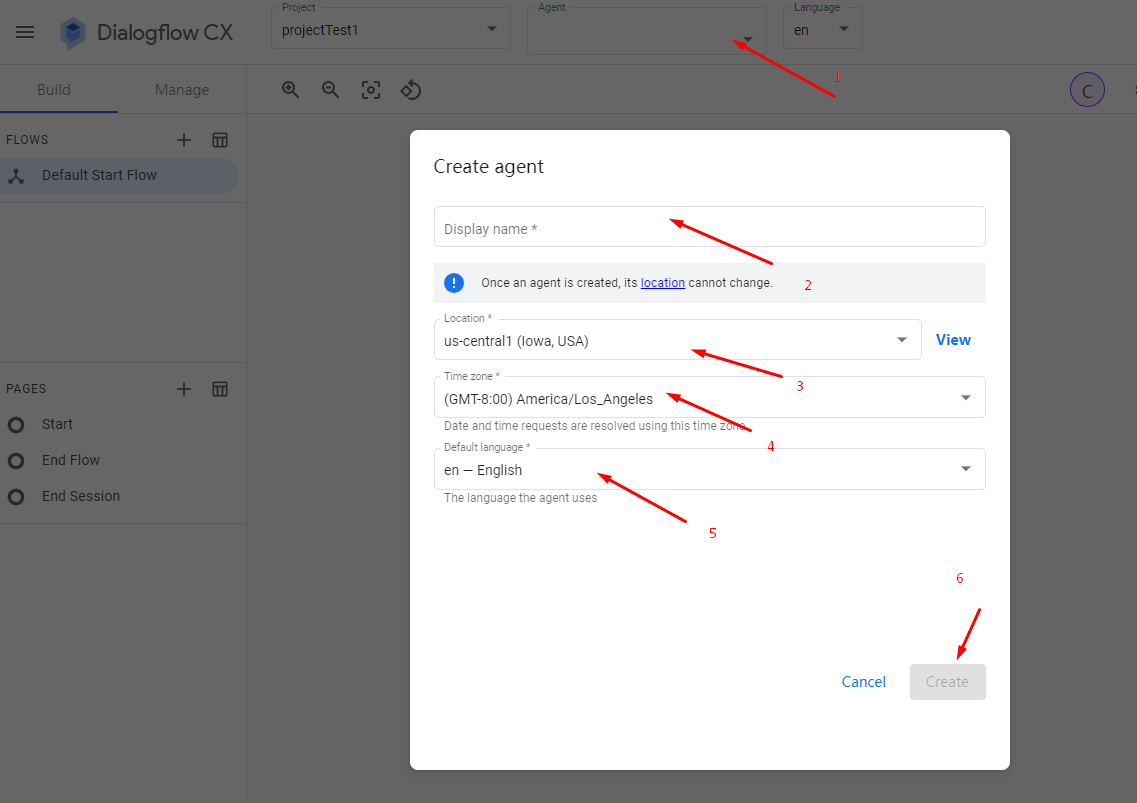 Project
Agent
Language
Dialogflow CX
projectTest1
en
1
Build
Manage
C
FLOWS
Default Start Flow
Create agent
Display name *
Once an agent is created, its location cannot change.
2
Location *
us-central1 (Iowa, USA)
View
3
Time zone *
(GMT-8:00) America/Los_Angeles
Date and time requests are resolved using this time zone
4
Default language *
en — English
The language the agent uses
5
6
Cancel
Create
PAGES
Start
End Flow
End Session